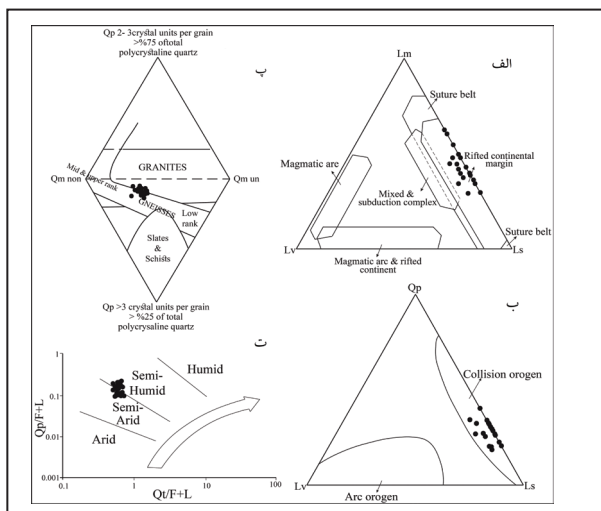 الف
Lm
Suture belt
Magmatic arc
Rifted continental
margin
Mixed &
subduction complex
Suture belt
Lv
Ls
Magmatic arc & rifted
continent
پ
Qp 2- 3crystal units per grain
>%75 oftotal
polycrystaline quartz
GRANITES
Mid & upper rank
Qm non
Qm un
GNEISSES
Low
rank
Slates
&
Schists
Qp >3 crystal units per grain
> %25 of total
polycrysaline quartz
ب
Qp
Collision orogen
Lv
Ls
Arc orogen
ت
1
0.1
0.01
0.001
Qp/F+L
Humid
Semi-
Humid
Semi-
Arid
Arid
0.1
1
10
100
Qt/F+L